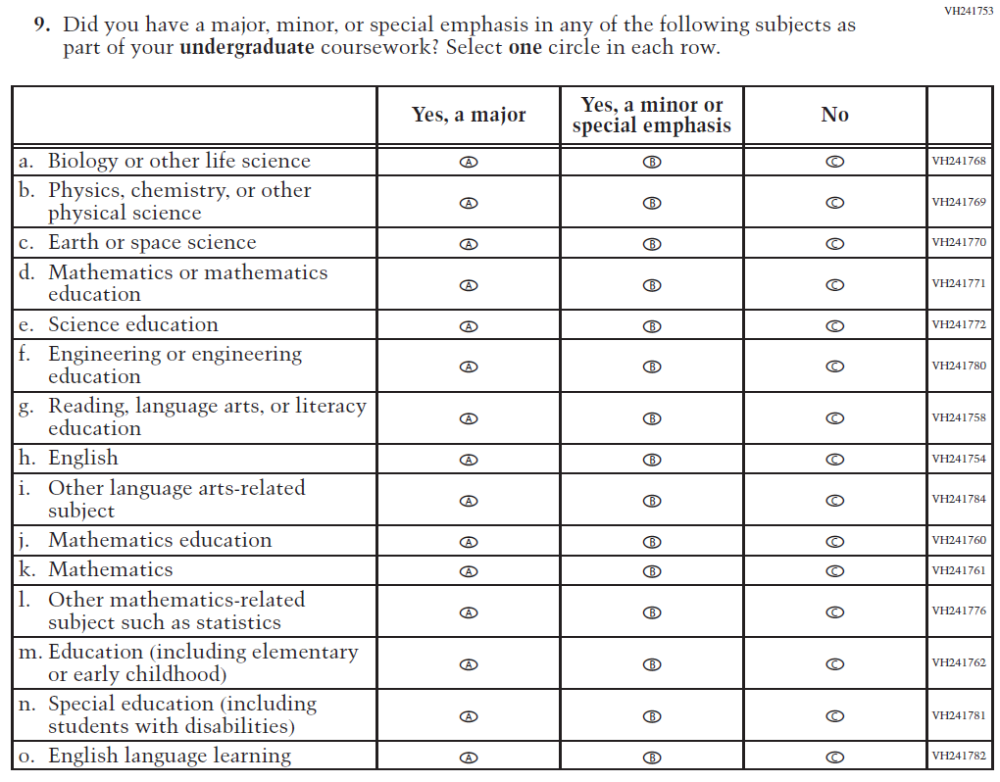 VH241753
9. Did you have a major, minor, or special emphasis in any of the following subjects as
part of your undergraduate coursework? Select one circle in each row.
Yes, a major
Yes, a minor or
special emphasis
No
a. Biology or other life science A B C VH241768
b. Physics, chemistry, or other
physical science A B C VH241769
c. Earth or space science A B C VH241770
d. Mathematics or mathematics
education A B C VH241771
e. Science education A B C VH241772
f. Engineering or engineering
education A B C VH241780
g. Reading, language arts, or literacy
education A B C VH241758
h. English A B C VH241754
i. Other language arts-related
subject A B C VH241784
j. Mathematics education A B C VH241760
k. Mathematics A B C VH241761
l. Other mathematics-related
subject such as statistics A B C VH241776
m. Education (including elementary
or early childhood) A B C VH241762
n. Special education (including
students with disabilities) A B C VH241781
o. English language learning A B C VH241782